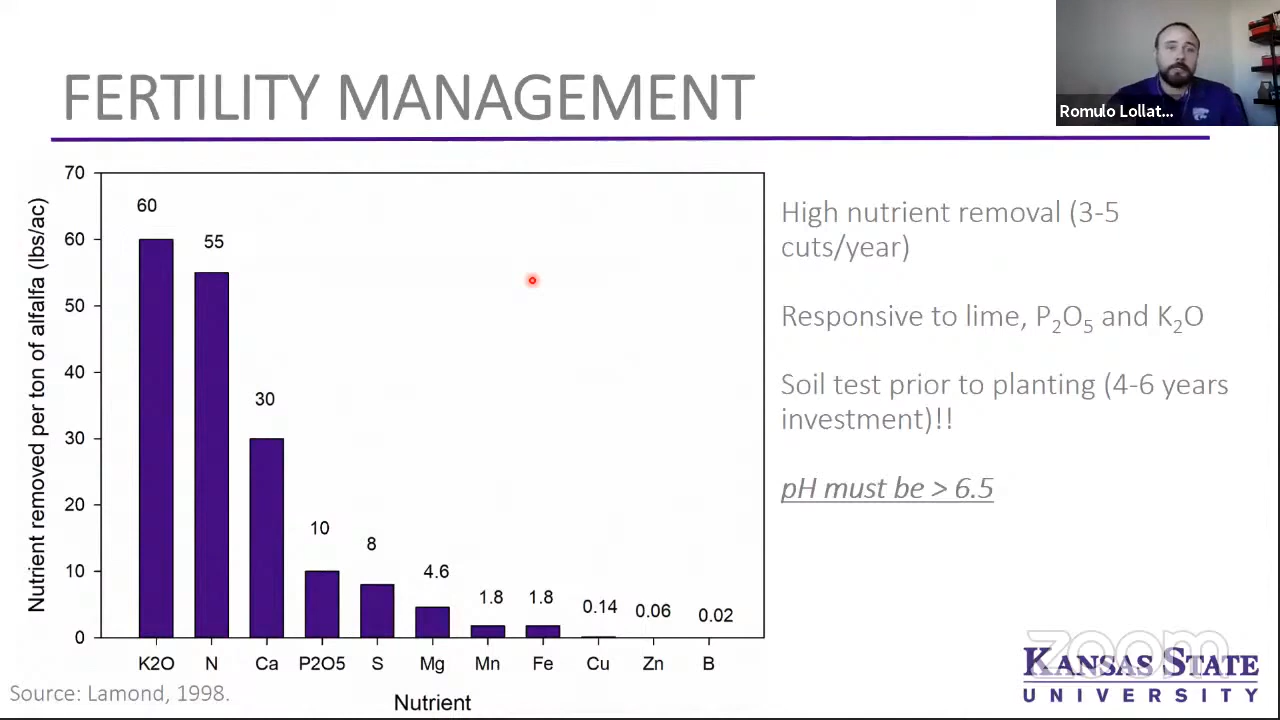 FERTILITY MANAGEMENT
Romulo Lollat...
70
60
50
40
30
20
10
0
Nutrient removed per ton of alfalfa (lbs/ac)
60
55
30
10
8
4.6
1.8
1.8
0.14
0.06
0.02
K2O N Ca P2O5 S Mg Mn Fe Cu Zn B
Nutrient
Source: Lamond, 1998.
High nutrient removal (3-5
cuts/year)
Responsive to lime, P₂O₅ and K₂O
Soil test prior to planting (4-6 years
investment)!!
pH must be > 6.5
zoom
KANSAS STATE
UNIVERSITY